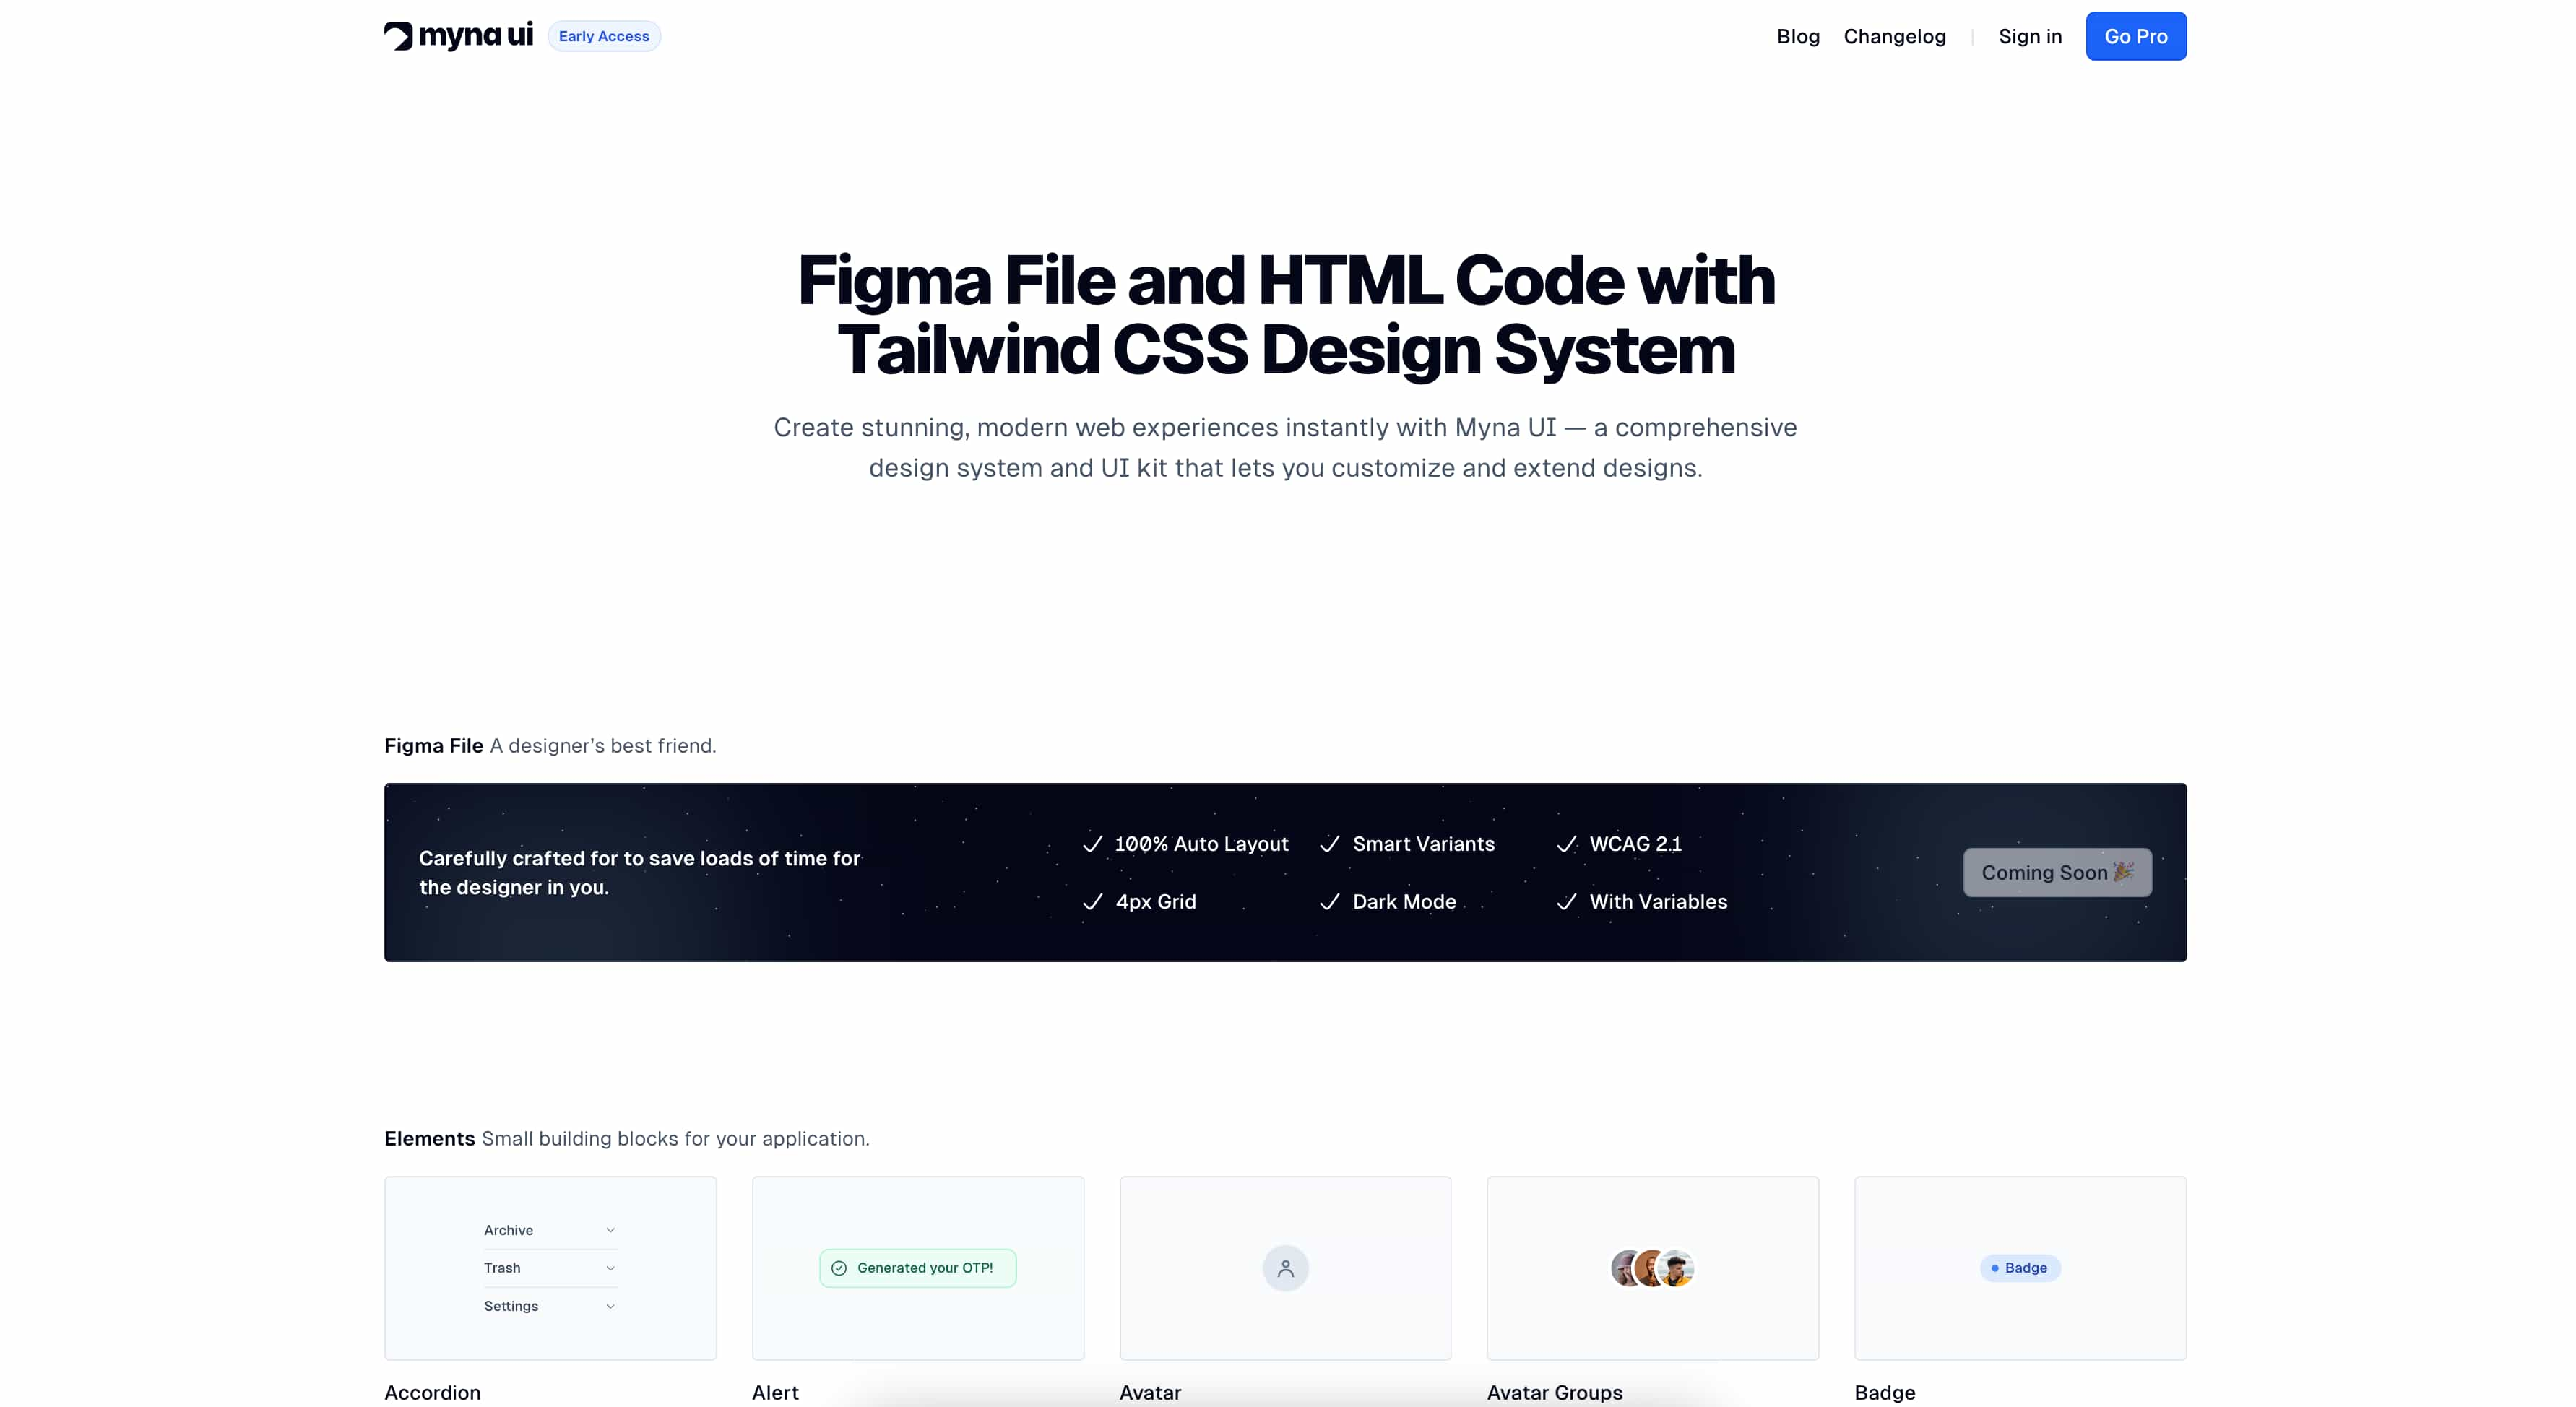 myna ui Early Access
Blog Changelog Sign in Go Pro
Figma File and HTML Code with
Tailwind CSS Design System
Create stunning, modern web experiences instantly with Myna UI — a comprehensive
design system and UI kit that lets you customize and extend designs.
Figma File A designer’s best friend.
Carefully crafted for to save loads of time for
the designer in you.
100% Auto Layout
Smart Variants
WCAG 2.1
4px Grid
Dark Mode
With Variables
Coming Soon 🎉
Elements Small building blocks for your application.
Archive
Trash
Settings
Generated your OTP!
Badge
Accordion
Alert
Avatar
Avatar Groups
Badge